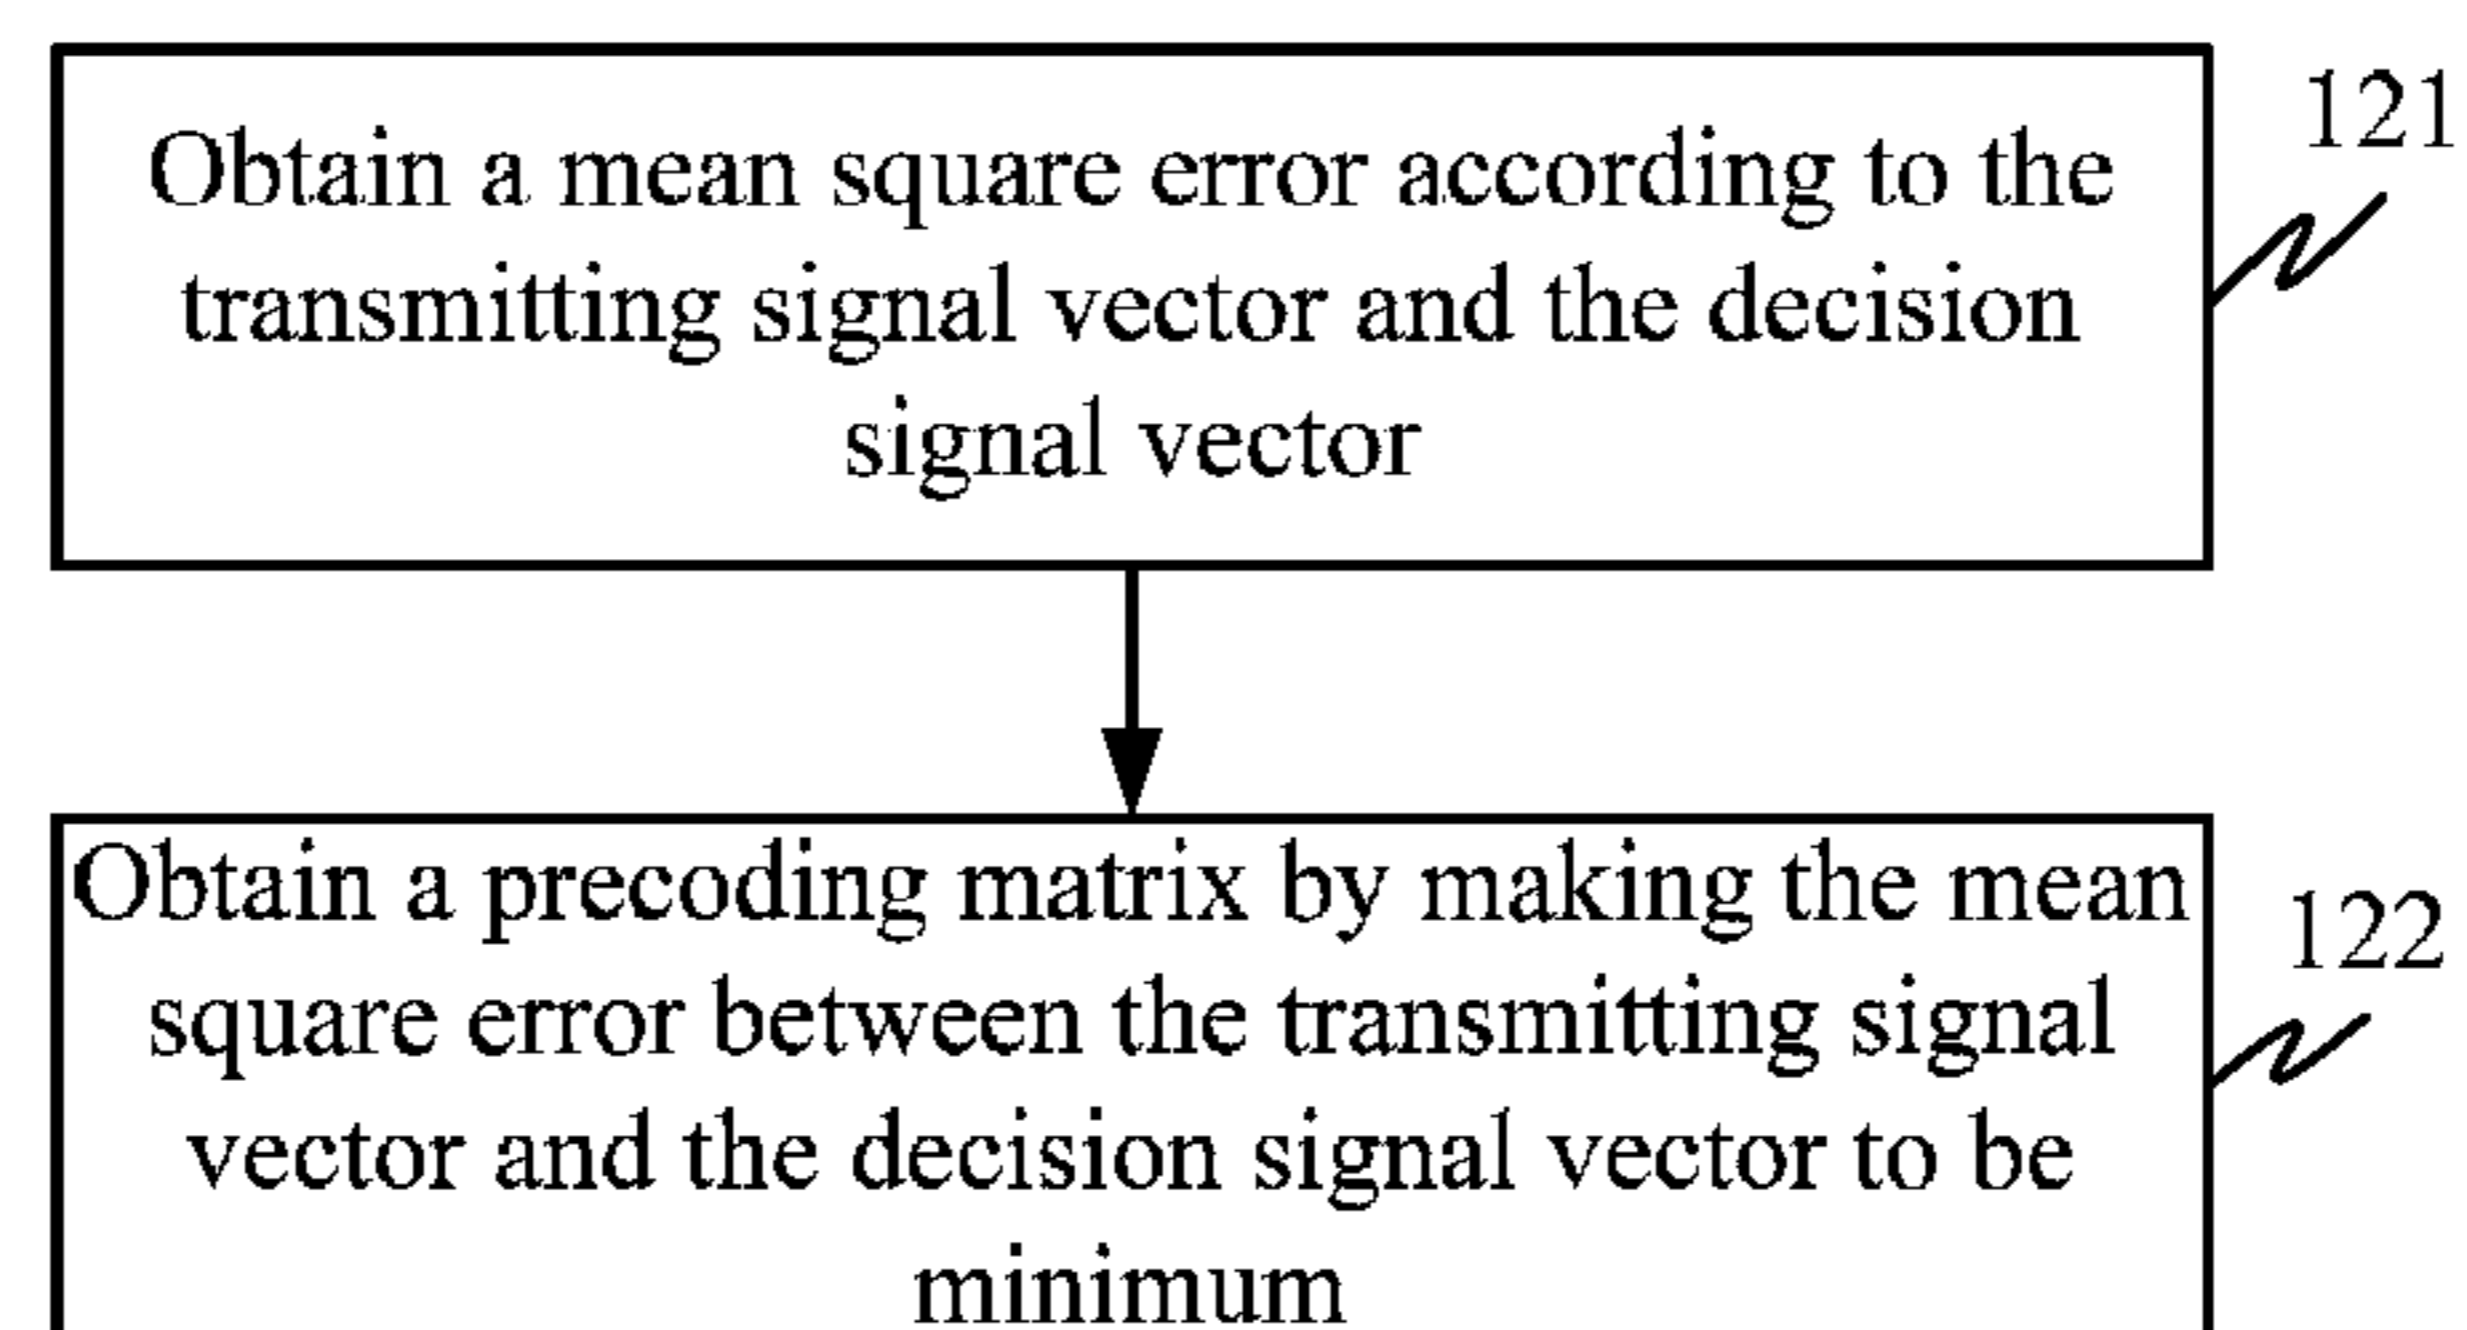 Obtain a mean square error according to the
transmitting signal vector and the decision
signal vector
121
Obtain a precoding matrix by making the mean
square error between the transmitting signal
vector and the decision signal vector to be
minimum
122